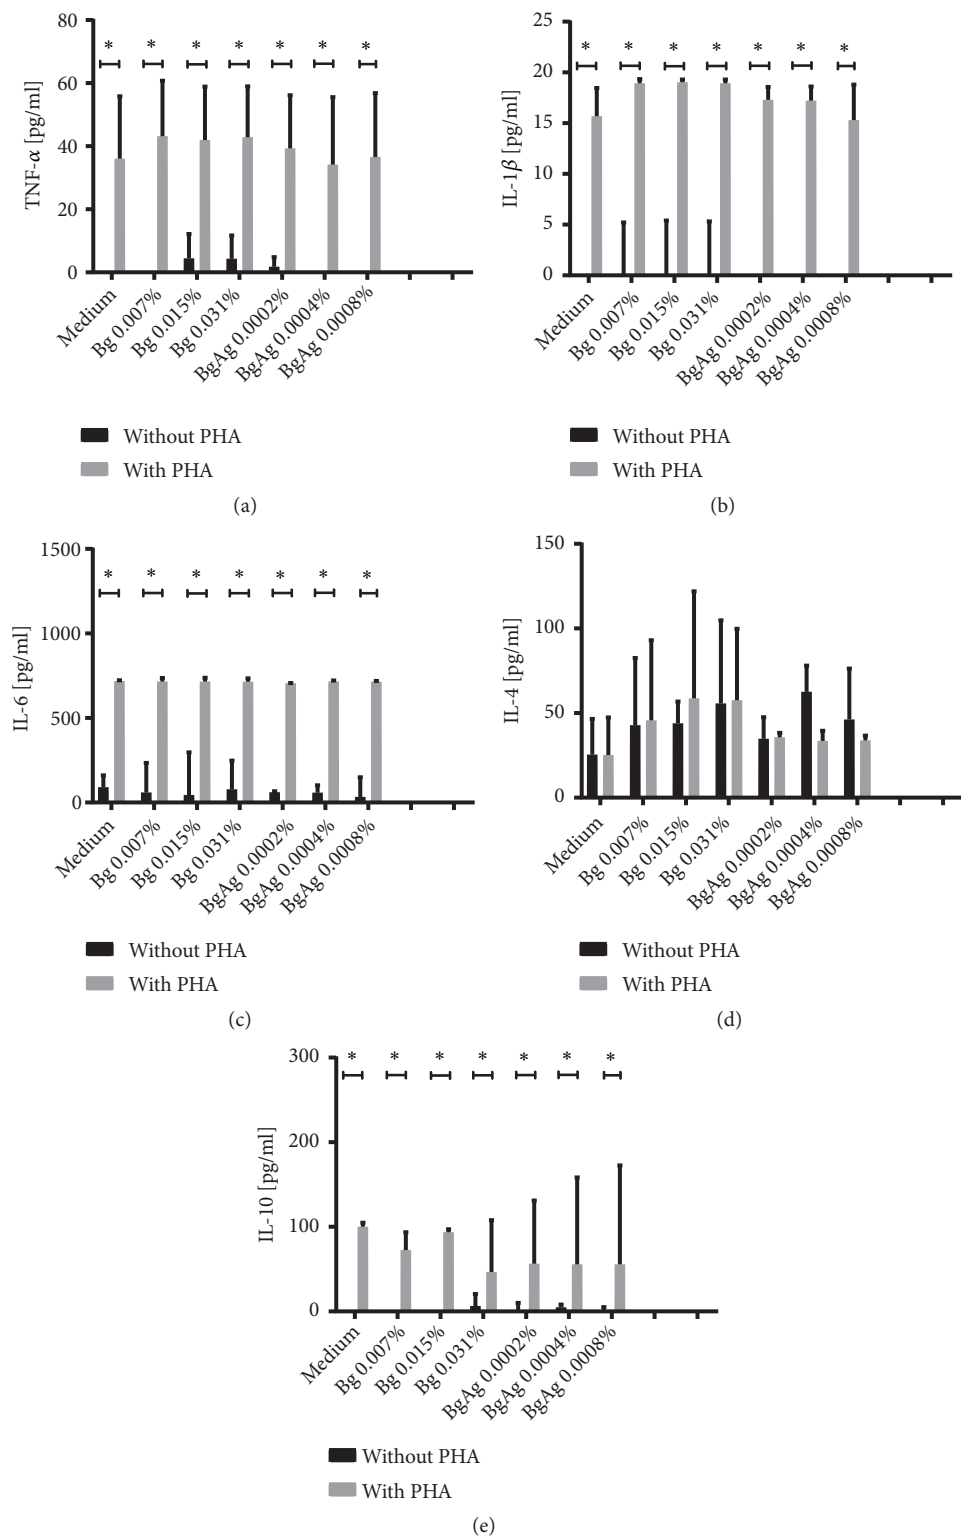 80
60
40
20
0
TNF-α [pg/ml]
* * * * * * *
Medium
Bg 0.007%
Bg 0.015%
Bg 0.031%
BgAg 0.0002%
BgAg 0.0004%
BgAg 0.0008%
Without PHA
With PHA
(a)
25
20
15
10
5
0
IL-1β [pg/ml]
* * * * * * *
Medium
Bg 0.007%
Bg 0.015%
Bg 0.031%
BgAg 0.0002%
BgAg 0.0004%
BgAg 0.0008%
Without PHA
With PHA
(b)
1500
1000
500
0
IL-6 [pg/ml]
* * * * * * *
Medium
Bg 0.007%
Bg 0.015%
Bg 0.031%
BgAg 0.0002%
BgAg 0.0004%
BgAg 0.0008%
Without PHA
With PHA
(c)
150
100
50
0
IL-4 [pg/ml]
Medium
Bg 0.007%
Bg 0.015%
Bg 0.031%
BgAg 0.0002%
BgAg 0.0004%
BgAg 0.0008%
Without PHA
With PHA
(d)
300
200
100
0
IL-10 [pg/ml]
* * * * * * *
Medium
Bg 0.007%
Bg 0.015%
Bg 0.031%
BgAg 0.0002%
BgAg 0.0004%
BgAg 0.0008%
Without PHA
With PHA
(e)